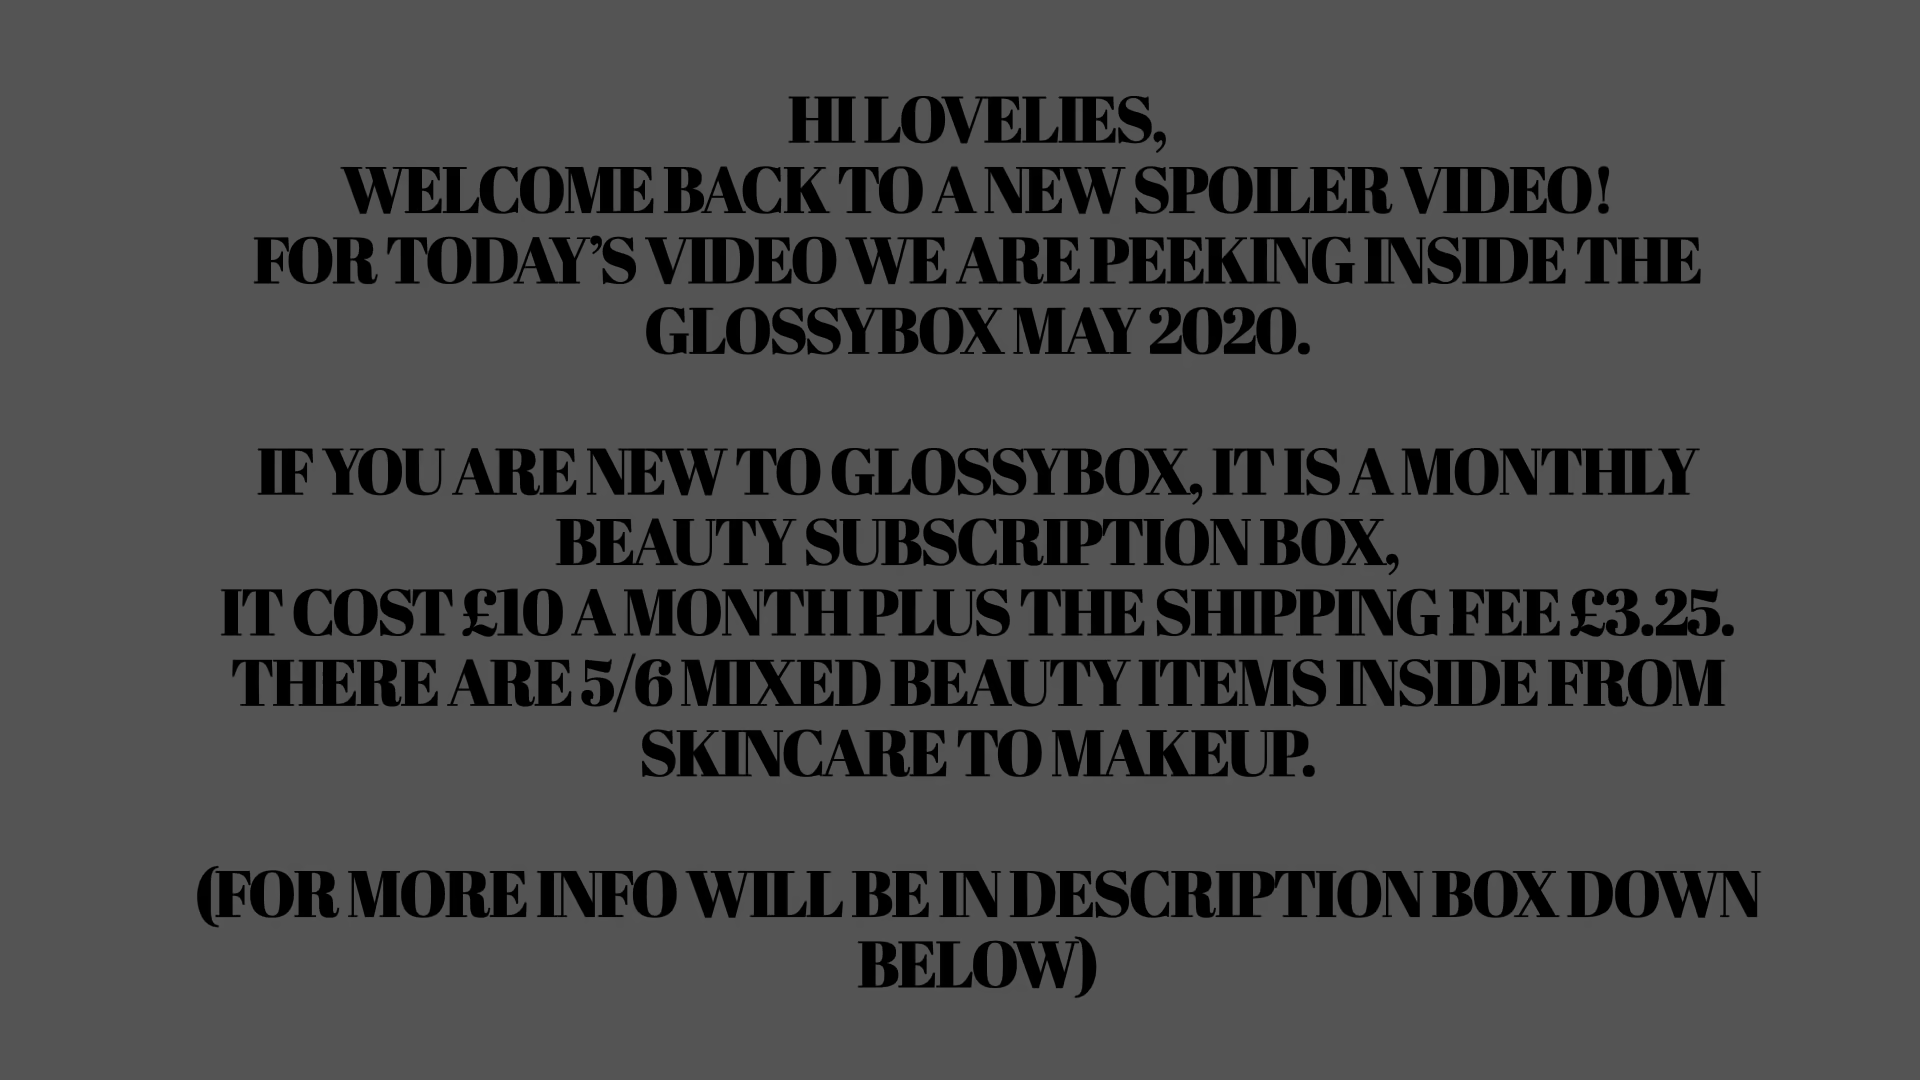 HI LOVELIES,
WELCOME BACK TO A NEW SPOILER VIDEO!
FOR TODAY’S VIDEO WE ARE PEEKING INSIDE THE
GLOSSYBOX MAY 2020.
IF YOU ARE NEW TO GLOSSYBOX, IT IS A MONTHLY
BEAUTY SUBSCRIPTION BOX,
IT COST £10 A MONTH PLUS THE SHIPPING FEE £3.25.
THERE ARE 5/6 MIXED BEAUTY ITEMS INSIDE FROM
SKINCARE TO MAKEUP.
(FOR MORE INFO WILL BE IN DESCRIPTION BOX DOWN
BELOW)